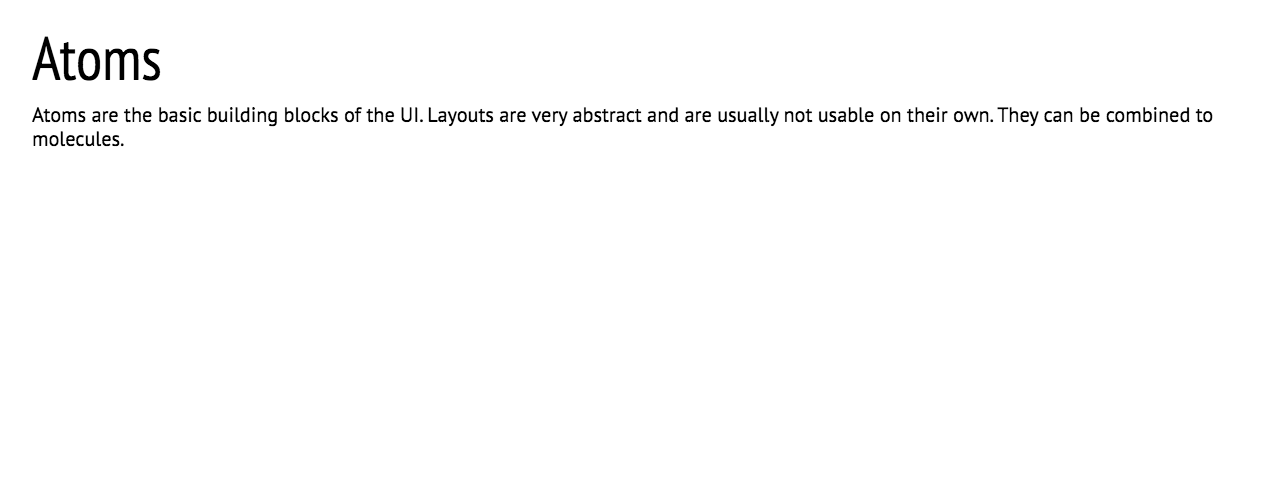 Atoms
Atoms are the basic building blocks of the UI. Layouts are very abstract and are usually not usable on their own. They can be combined to
molecules.